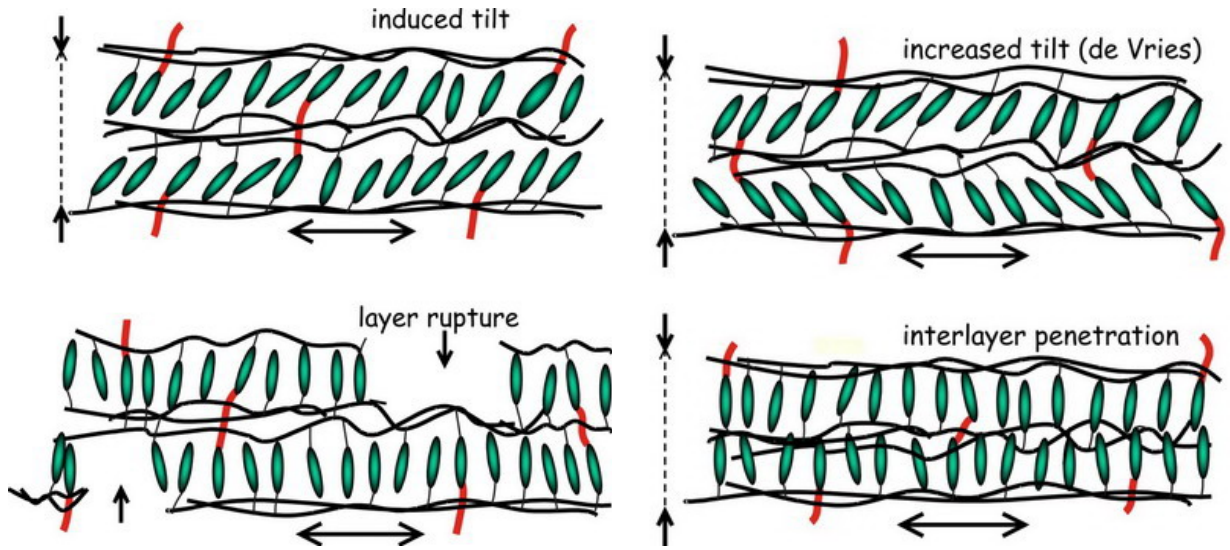 induced tilt
increased tilt (de Vries)
layer rupture
interlayer penetration